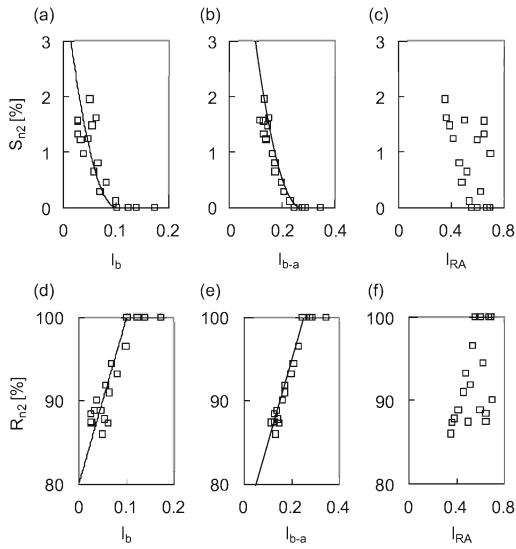 (a) (b) (c)
3 3 3
2 2 2
1 1 1
0 0 0
S_n2 [%]
0 0.1 0.2 0 0.2 0.4 0 0.4 0.8
I_b I_b-a I_RA
(d) (e) (f)
100 100 100
90 90 90
80 80 80
R_n2 [%]
0 0.1 0.2 0 0.2 0.4 0 0.4 0.8
I_b I_b-a I_RA